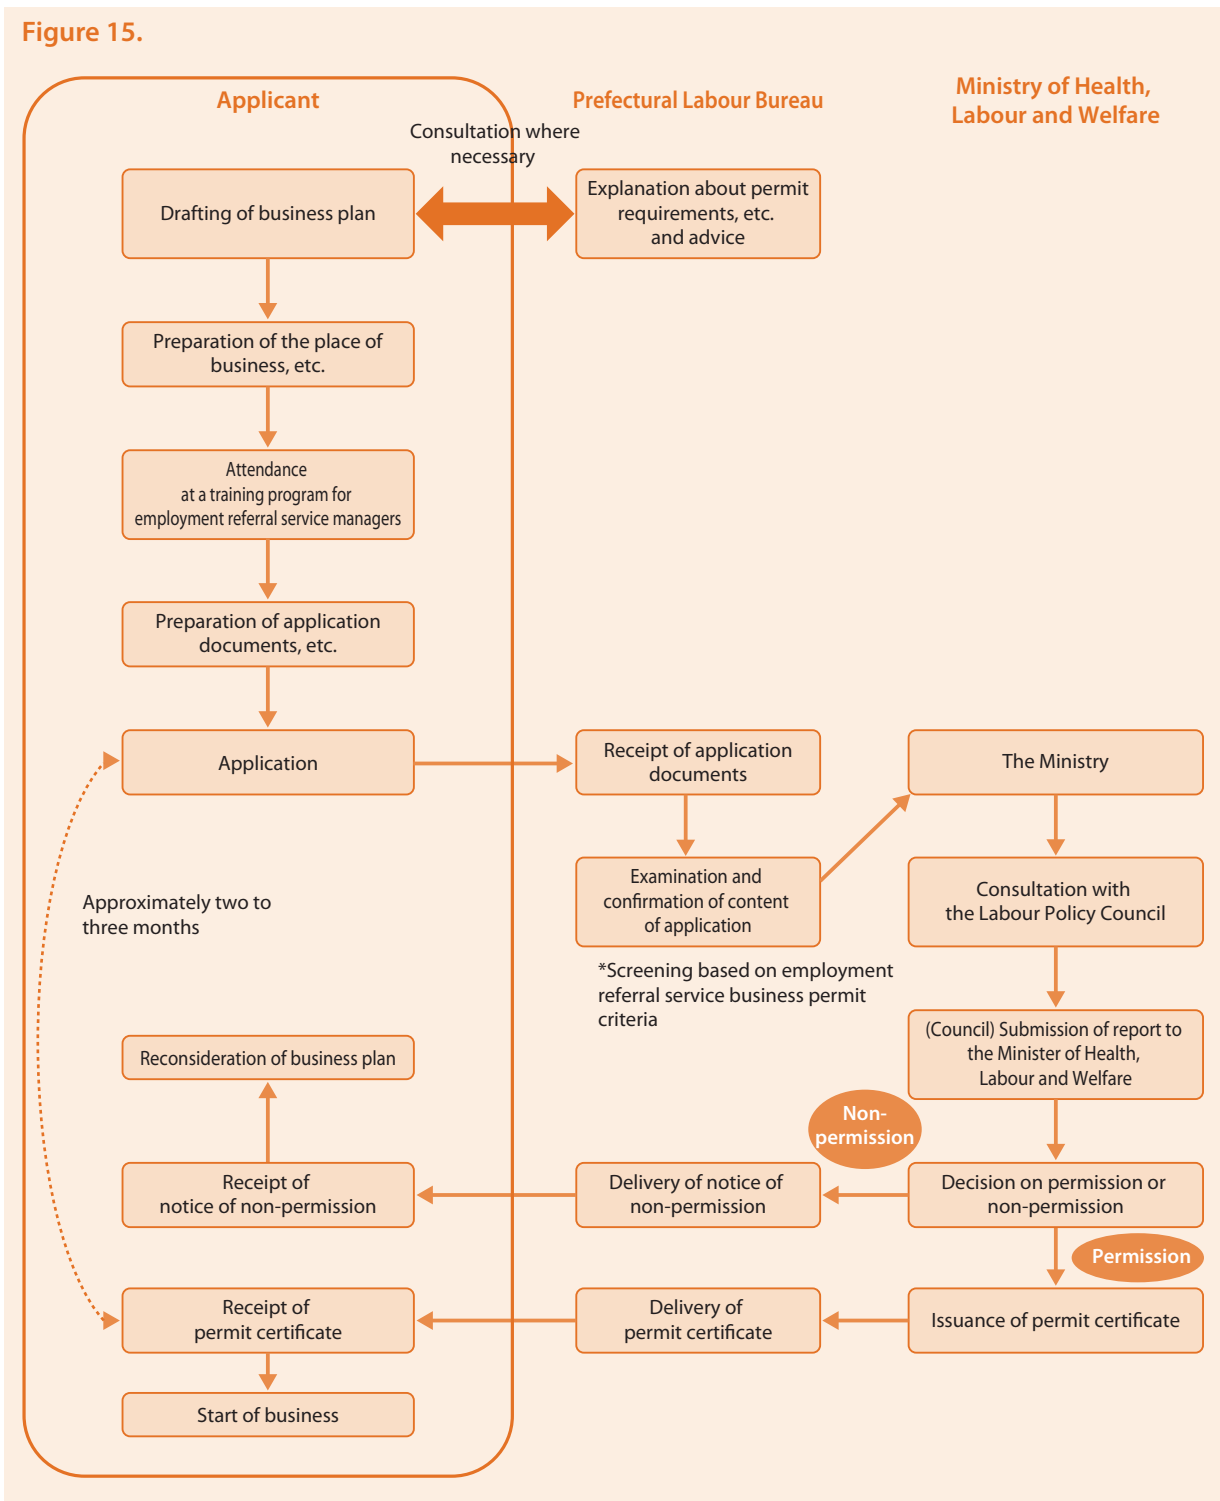 Figure 15.
Applicant
Prefectural Labour Bureau
Ministry of Health,
Labour and Welfare
Consultation where
necessary
Drafting of business plan
Explanation about permit
requirements, etc.
and advice
Preparation of the place of
business, etc.
Attendance
at a training program for
employment referral service managers
Preparation of application
documents, etc.
Application
Receipt of application
documents
The Ministry
Approximately two to
three months
Examination and
confirmation of content
of application
Consultation with
the Labour Policy Council
*Screening based on employment
referral service business permit
criteria
Reconsideration of business plan
(Council) Submission of report to
the Minister of Health,
Labour and Welfare
Non-
permission
Receipt of
notice of non-permission
Delivery of notice of
non-permission
Decision on permission or
non-permission
Permission
Receipt of
permit certificate
Delivery of
permit certificate
Issuance of permit certificate
Start of business